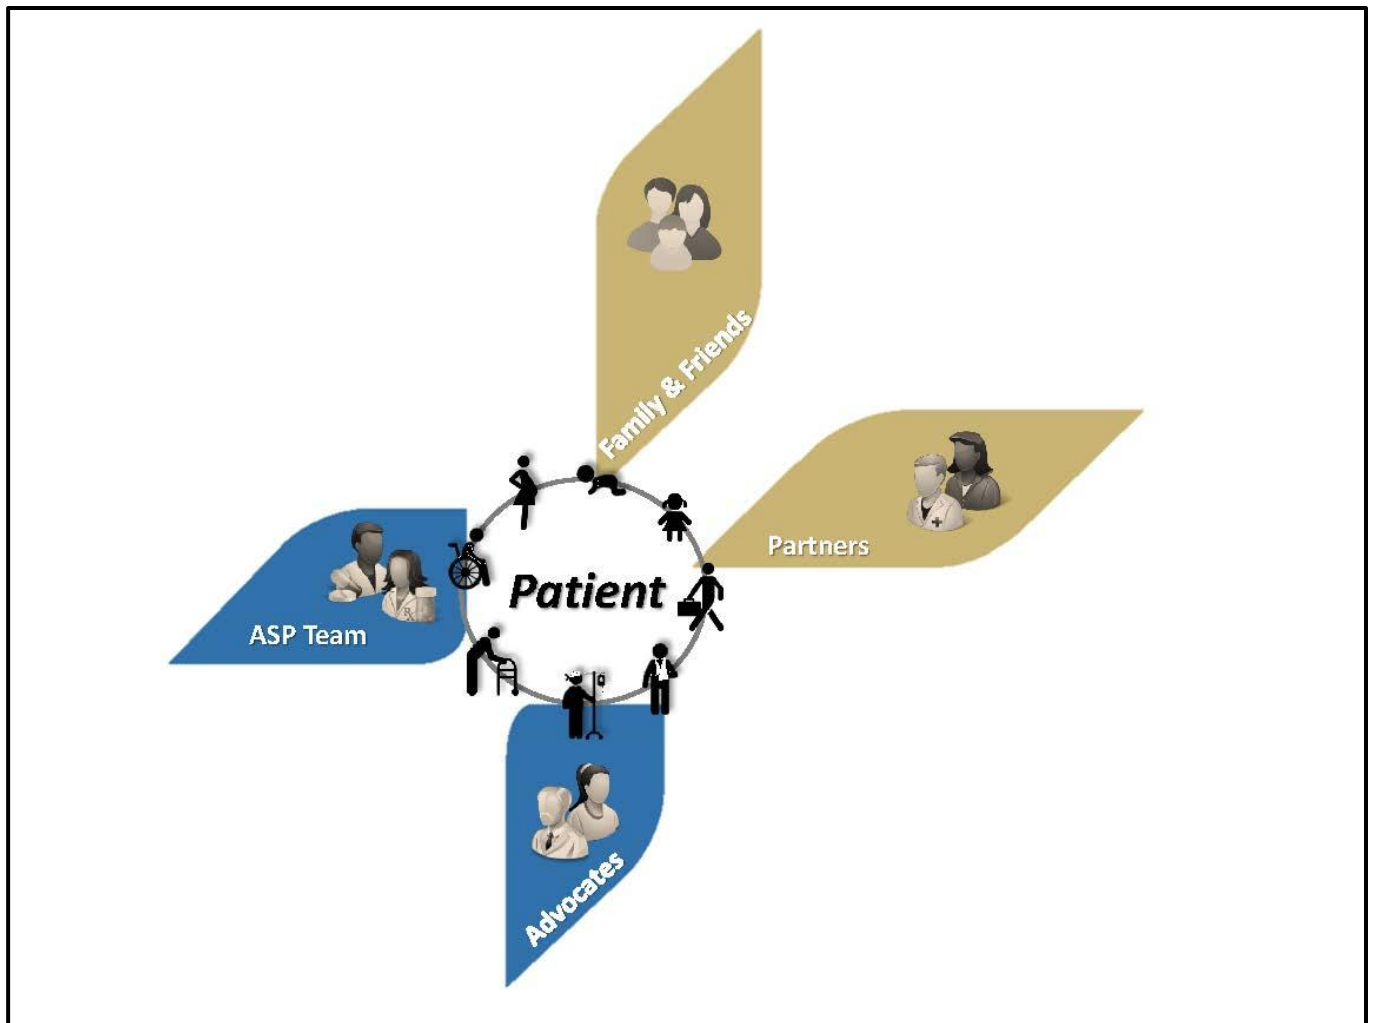 Family & Friends
Partners
Patient
ASP Team
Advocates